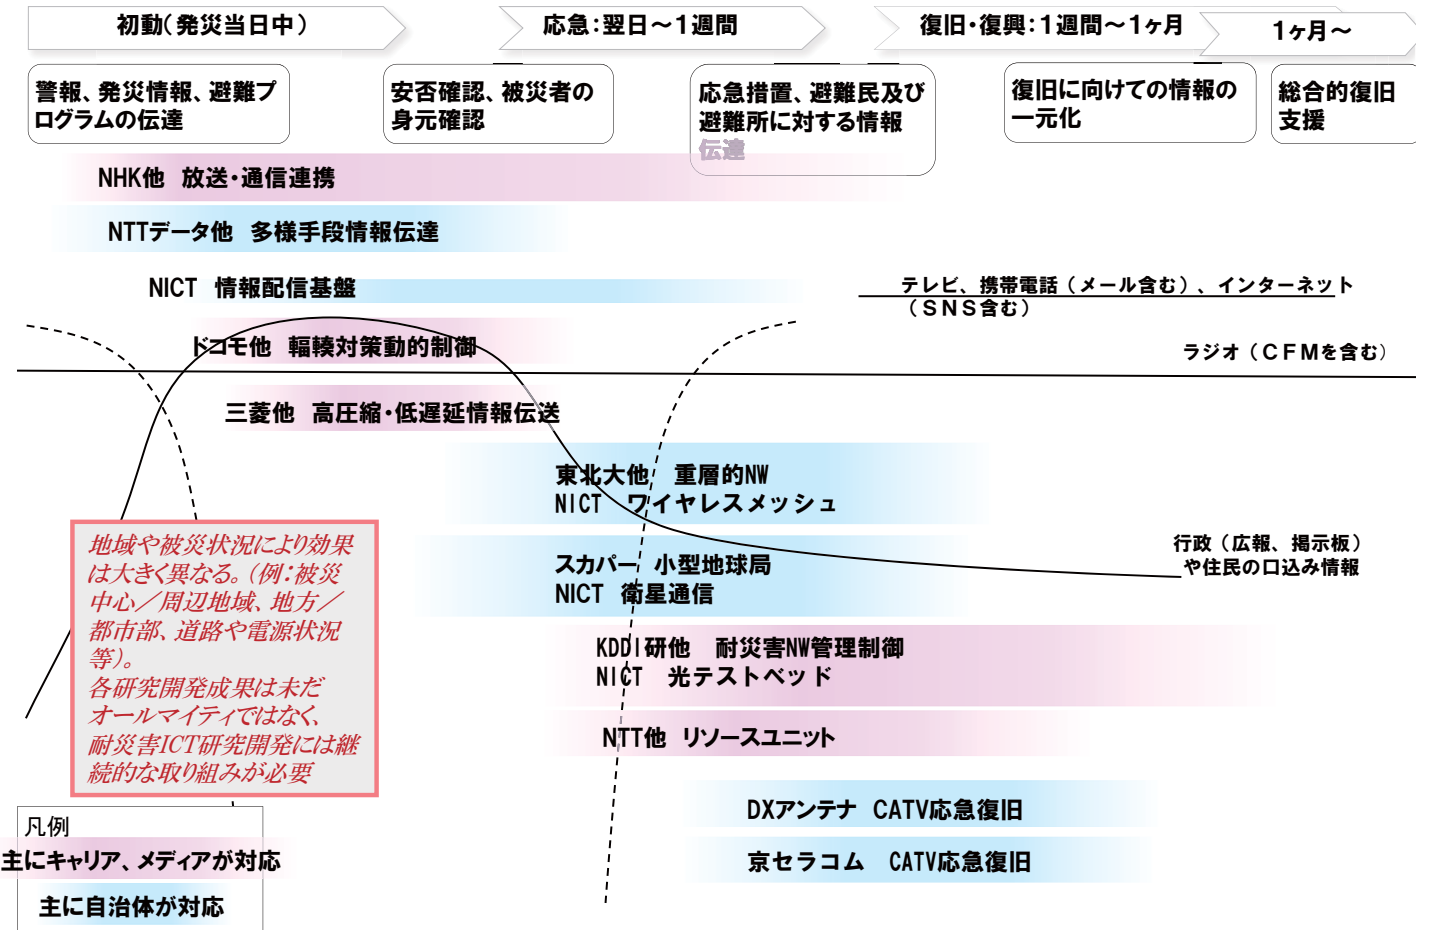 初動(発災当日中)
応急:翌日～1週間
復旧・復興:1週間～1ヶ月
1ヶ月～
警報、発災情報、避難プ
ログラムの伝達
安否確認、被災者の
身元確認
応急措置、避難民及び
避難所に対する情報
伝達
復旧に向けての情報の
一元化
総合的復旧
支援
NHK他 放送・通信連携
NTTデータ他 多様手段情報伝達
NICT 情報配信基盤
テレビ、携帯電話(メール含む)、インターネット
(SNS含む)
ドコモ他 輻輳対策動的制御
ラジオ(CFMを含む)
三菱他 高圧縮・低遅延情報伝送
東北大他 重層的NW
NICT ワイヤレスメッシュ
行政(広報、掲示板)
や住民の口込み情報
スカパー 小型地球局
NICT 衛星通信
地域や被災状況により効果
は大きく異なる。(例:被災
中心/周辺地域、地方/
都市部、道路や電源状況
等)。
各研究開発成果は未だ
オールマイティではなく、
耐災害ICT研究開発には継
続的な取り組みが必要
KDDI研他 耐災害NW管理制御
NICT 光テストベッド
NTT他 リソースユニット
DXアンテナ CATV応急復旧
京セラコム CATV応急復旧
凡例
主にキャリア、メディアが対応
主に自治体が対応